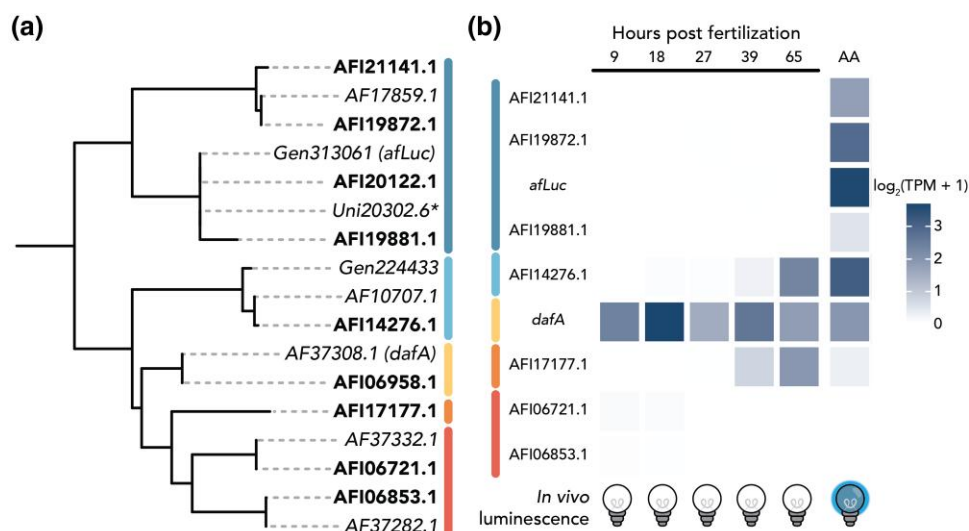 (a)
AFI21141.1
AF17859.1
AFI19872.1
Gen313061 (afLuc)
AFI20122.1
Uni20302.6*
AFI19881.1
Gen224433
AF10707.1
AFI14276.1
AF37308.1 (dafA)
AFI06958.1
AFI17177.1
AF37332.1
AFI06721.1
AFI06853.1
AF37282.1
(b)
Hours post fertilization
9 18 27 39 65 AA
AFI21141.1
AFI19872.1
afLuc
AFI19881.1
AFI14276.1
dafA
AFI17177.1
AFI06721.1
AFI06853.1
In vivo
luminescence
log2(TPM + 1)
3
2
1
0